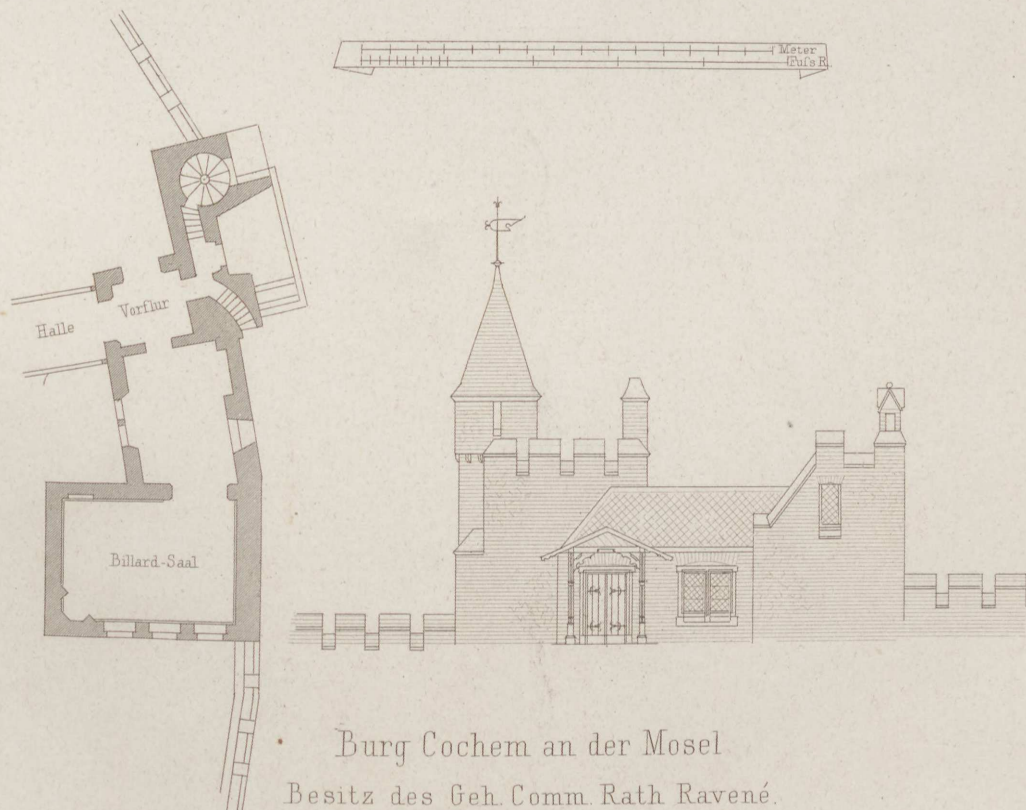 Meter
Fuſs R.
Vorflur
Halle
Billard-Saal
Burg Cochem an der Mosel
Besitz des Geh. Comm. Rath Ravené.